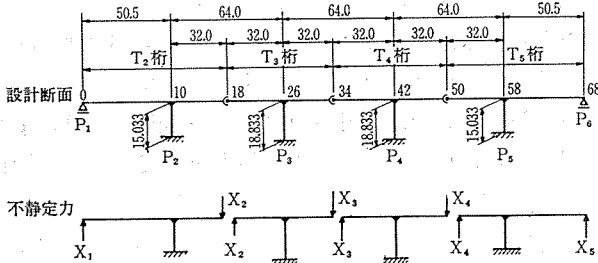 50.5 64.0 64.0 64.0 50.5
32.0 32.0 32.0 32.0 32.0 32.0
T₂桁 T₃桁 T₄桁 T₅桁
設計断面 0 10 18 26 34 42 50 58 68
P₁ 15.033 P₂ 18.833 P₃ 18.833 P₄ 15.033 P₅ P₆
不静定力 X₂ X₃ X₄
X₁ X₂ X₃ X₄ X₅